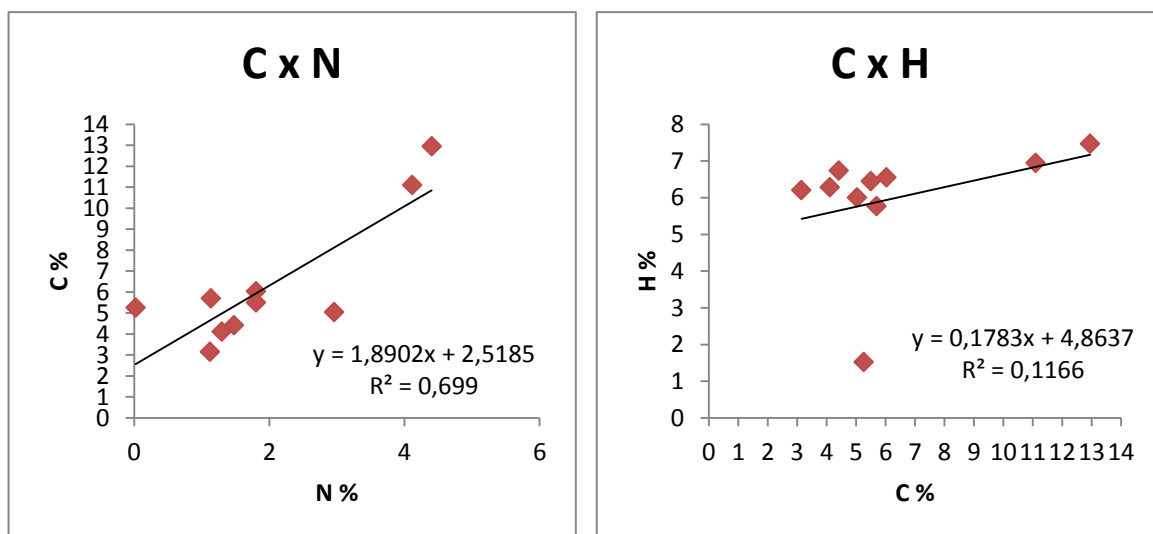 C x N
14
13
12
11
10
9
8
7
6
5
4
3
2
1
0
C %
0 2 4 6
N %
y = 1,8902x + 2,5185
R² = 0,699
C x H
8
7
6
5
4
3
2
1
0
H %
0 1 2 3 4 5 6 7 8 9 10 11 12 13 14
C %
y = 0,1783x + 4,8637
R² = 0,1166